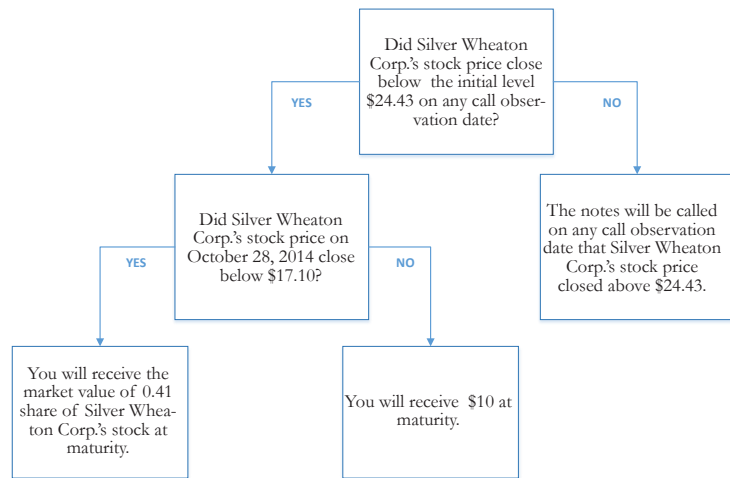 Did Silver Wheaton
Corp.'s stock price close
below the initial level
$24.43 on any call obser-
vation date?
YES
NO
Did Silver Wheaton
Corp.'s stock price on
October 28, 2014 close
below $17.10?
The notes will be called
on any call observation
date that Silver Wheaton
Corp.'s stock price
closed above $24.43.
YES
NO
You will receive the
market value of 0.41
share of Silver Whea-
ton Corp.'s stock at
maturity.
You will receive $10 at
maturity.